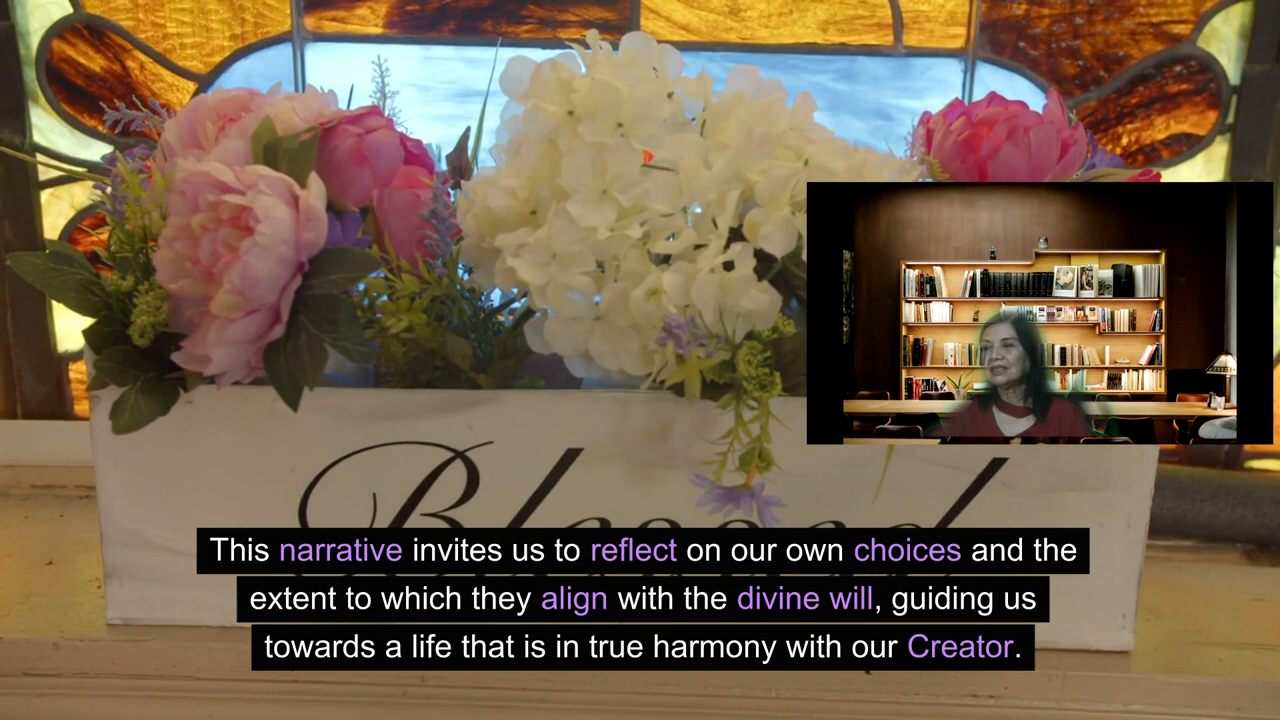 Blessed
This narrative invites us to reflect on our own choices and the
extent to which they align with the divine will, guiding us
towards a life that is in true harmony with our Creator.